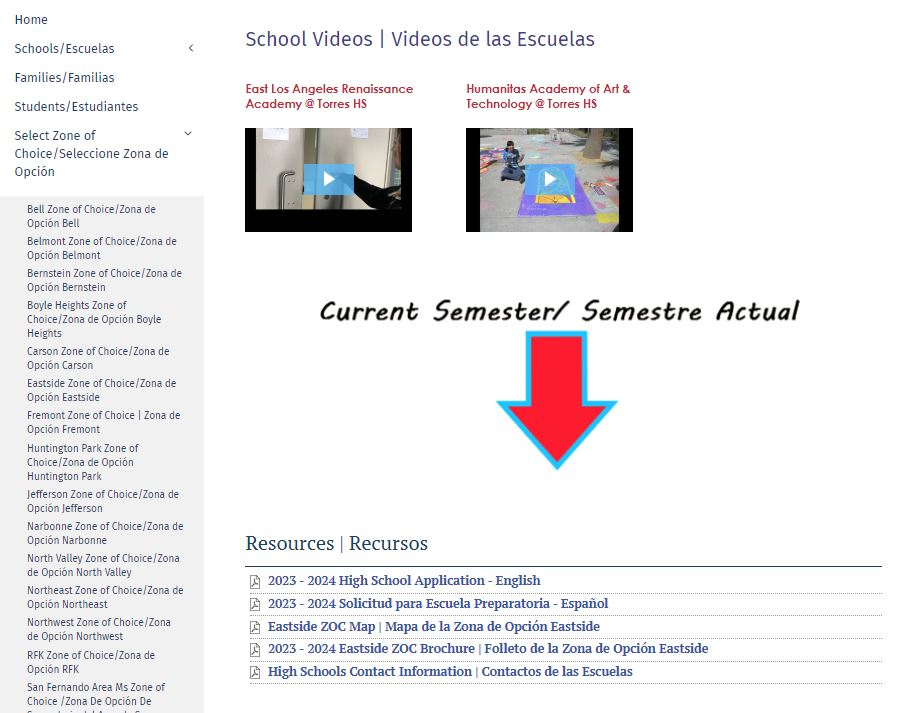 Home
Schools/Escuelas
Families/Familias
Students/Estudiantes
Select Zone of
Choice/Seleccione Zona de
Opción
Bell Zone of Choice/Zona de
Opción Bell
Belmont Zone of Choice/Zona de
Opción Belmont
Bernstein Zone of Choice/Zona de
Opción Bernstein
Boyle Heights Zone of
Choice/Zona de Opción Boyle
Heights
Carson Zone of Choice/Zona de
Opción Carson
Eastside Zone of Choice/Zona de
Opción Eastside
Fremont Zone of Choice | Zona de
Opción Fremont
Huntington Park Zone of
Choice/Zona de Opción
Huntington Park
Jefferson Zone of Choice/Zona de
Opción Jefferson
Narbonne Zone of Choice/Zona de
Opción Narbonne
North Valley Zone of Choice/Zona
de Opción North Valley
Northeast Zone of Choice/Zona de
Opción Northeast
Northwest Zone of Choice/Zona
de Opción Northwest
RFK Zone of Choice/Zona de
Opción RFK
San Fernando Area Ms Zone of
Choice /Zona De Opción De
School Videos | Videos de las Escuelas
East Los Angeles Renaissance
Academy @ Torres HS
Humanitas Academy of Art &
Technology @ Torres HS
Current Semester/ Semestre Actual
Resources | Recursos
2023 - 2024 High School Application - English
2023 - 2024 Solicitud para Escuela Preparatoria - Español
Eastside ZOC Map | Mapa de la Zona de Opción Eastside
2023 - 2024 Eastside ZOC Brochure | Folleto de la Zona de Opción Eastside
High Schools Contact Information | Contactos de las Escuelas